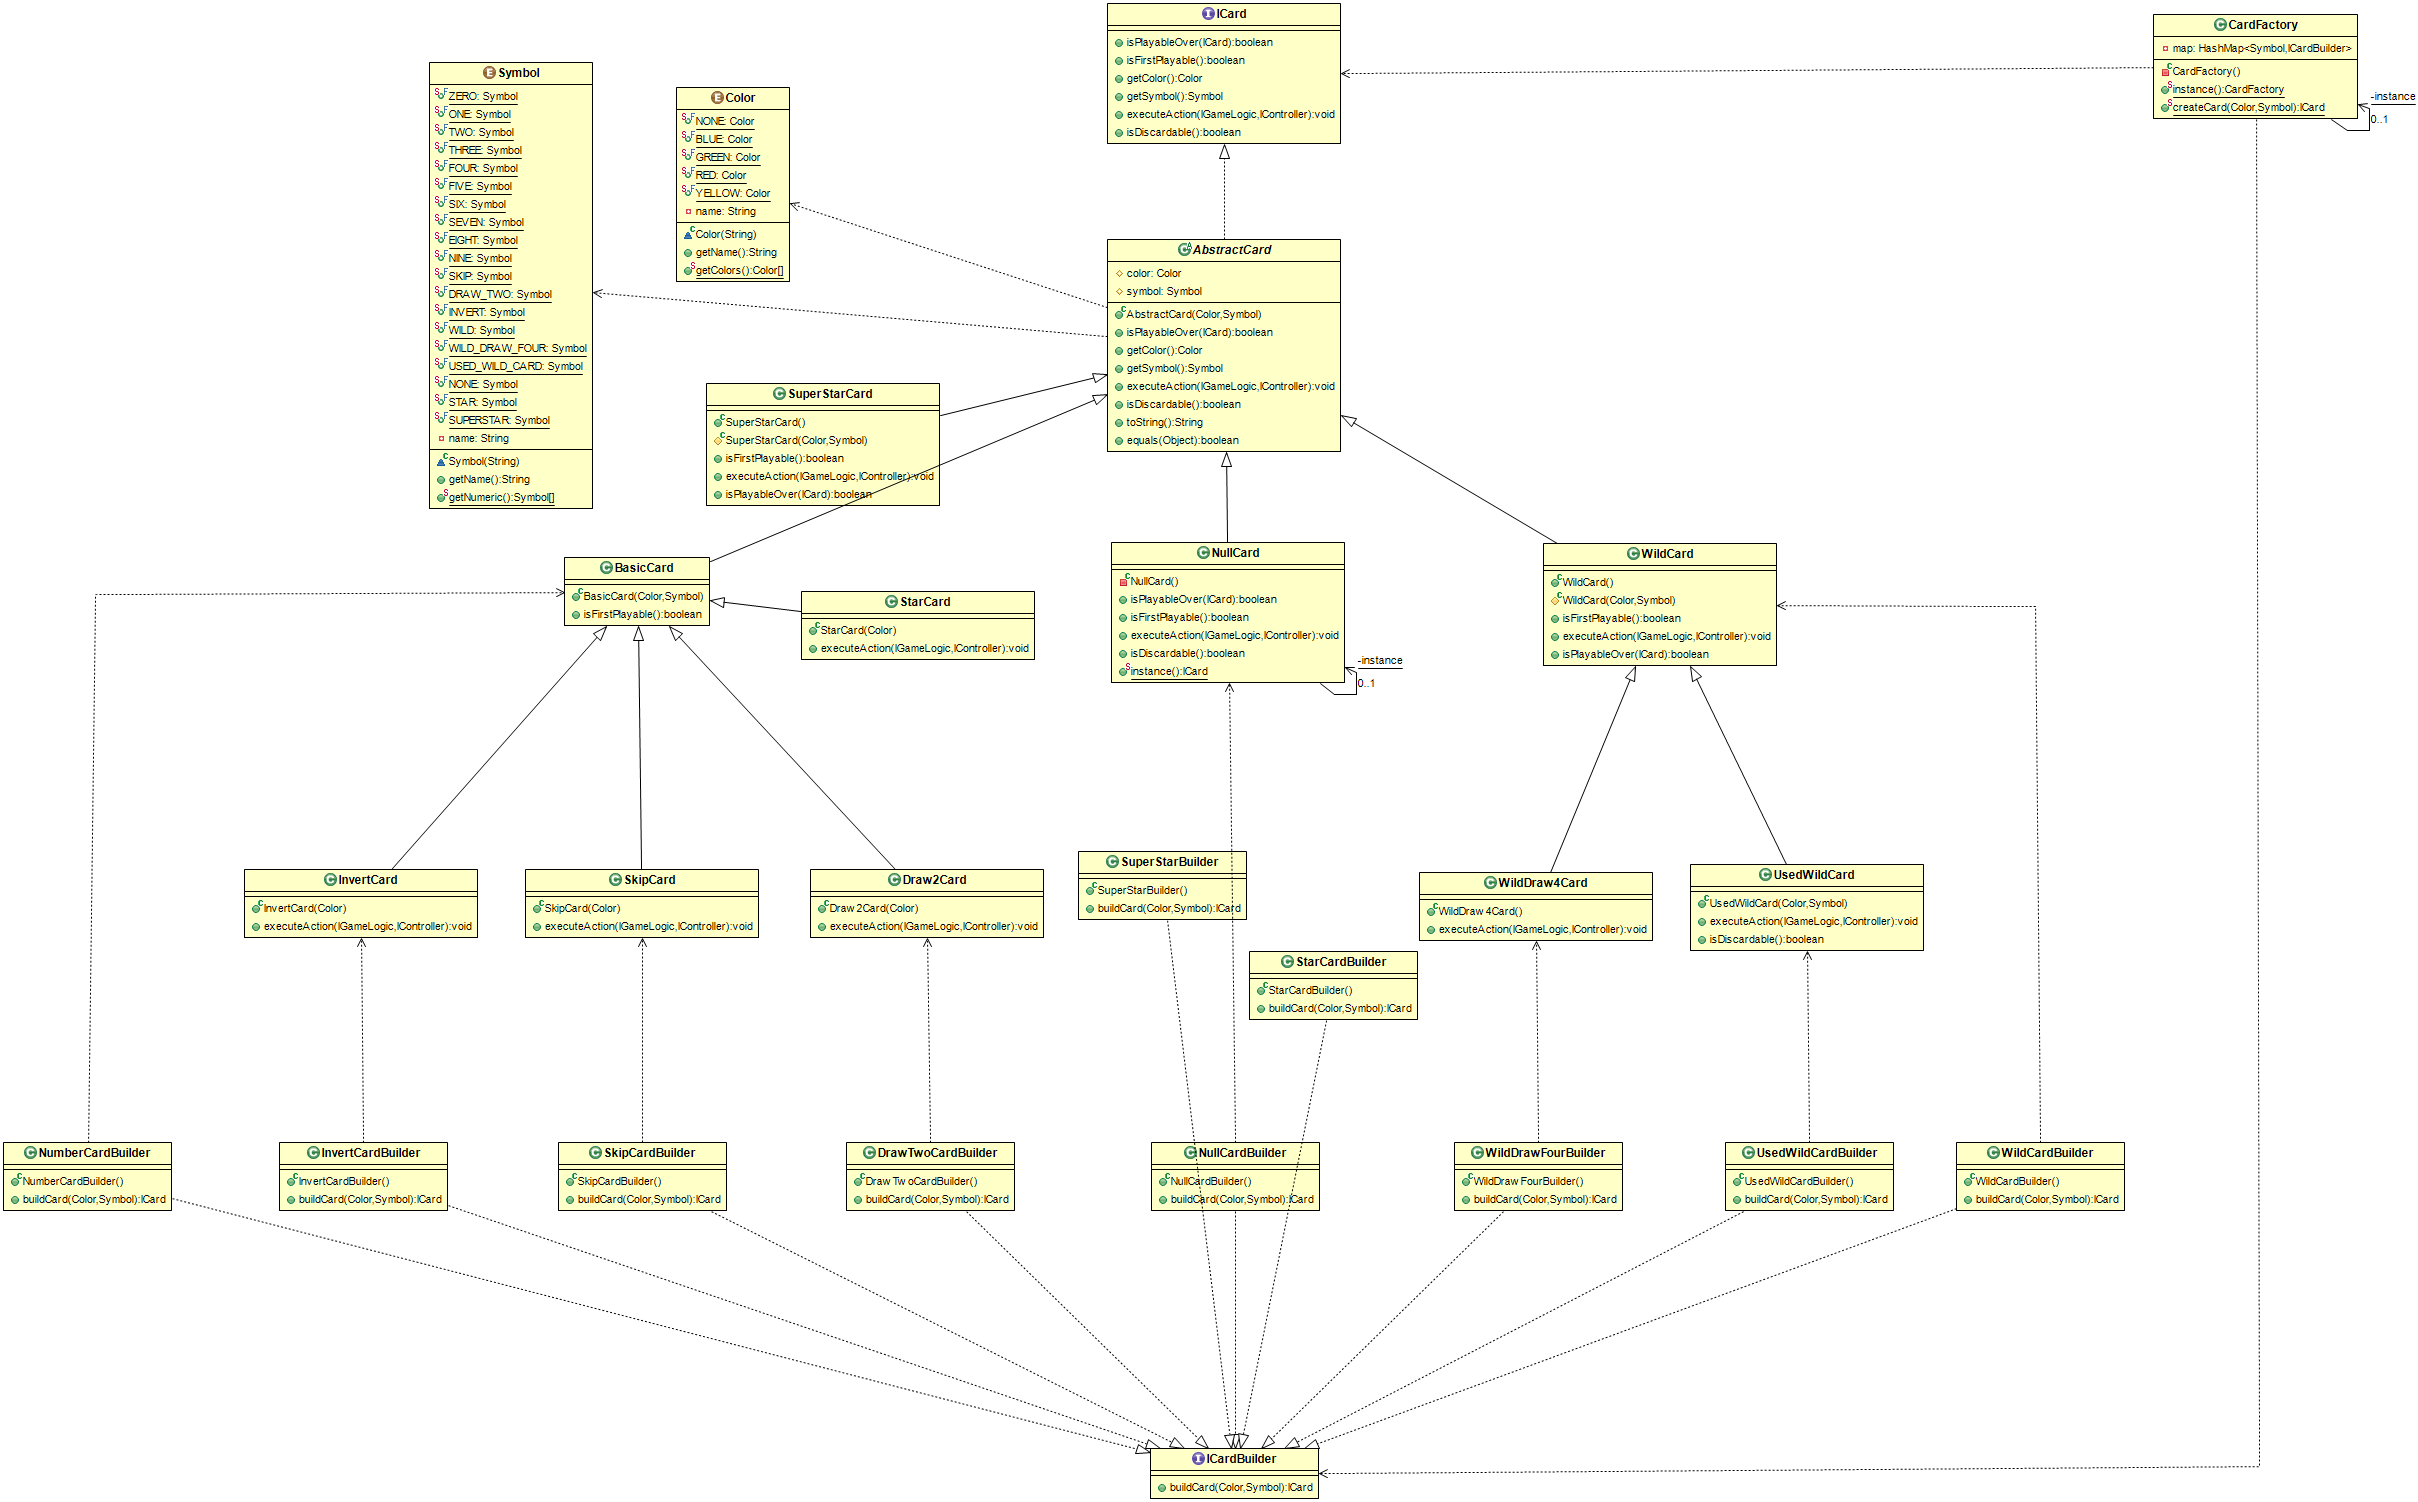 ICard
isPlayableOver(ICard):boolean
isFirstPlayable():boolean
getColor():Color
getSymbol():Symbol
executeAction(IGameLogic,IController):void
isDiscardable():boolean
CardFactory
map: HashMap<Symbol,ICardBuilder>
CardFactory()
instance():CardFactory
createCard(Color,Symbol):ICard
-instance
0..1
Symbol
ZERO: Symbol
ONE: Symbol
TWO: Symbol
THREE: Symbol
FOUR: Symbol
FIVE: Symbol
SIX: Symbol
SEVEN: Symbol
EIGHT: Symbol
NINE: Symbol
SKIP: Symbol
DRAW_TWO: Symbol
INVERT: Symbol
WILD: Symbol
WILD_DRAW_FOUR: Symbol
USED_WILD_CARD: Symbol
NONE: Symbol
STAR: Symbol
SUPERSTAR: Symbol
name: String
Symbol(String)
getName():String
getNumeric():Symbol[]
Color
NONE: Color
BLUE: Color
GREEN: Color
RED: Color
YELLOW: Color
name: String
Color(String)
getName():String
getColors():Color[]
AbstractCard
color: Color
symbol: Symbol
AbstractCard(Color,Symbol)
isPlayableOver(ICard):boolean
getColor():Color
getSymbol():Symbol
executeAction(IGameLogic,IController):void
isDiscardable():boolean
toString():String
equals(Object):boolean
SuperStarCard
SuperStarCard()
SuperStarCard(Color,Symbol)
isFirstPlayable():boolean
executeAction(IGameLogic,IController):void
isPlayableOver(ICard):boolean
BasicCard
BasicCard(Color,Symbol)
isFirstPlayable():boolean
StarCard
StarCard(Color)
executeAction(IGameLogic,IController):void
NullCard
NullCard()
isPlayableOver(ICard):boolean
isFirstPlayable():boolean
executeAction(IGameLogic,IController):void
isDiscardable():boolean
instance():ICard
-instance
0..1
WildCard
WildCard()
WildCard(Color,Symbol)
isFirstPlayable():boolean
executeAction(IGameLogic,IController):void
isPlayableOver(ICard):boolean
InvertCard
InvertCard(Color)
executeAction(IGameLogic,IController):void
SkipCard
SkipCard(Color)
executeAction(IGameLogic,IController):void
Draw2Card
Draw2Card(Color)
executeAction(IGameLogic,IController):void
SuperStarBuilder
SuperStarBuilder()
buildCard(Color,Symbol):ICard
StarCardBuilder
StarCardBuilder()
buildCard(Color,Symbol):ICard
WildDraw4Card
WildDraw4Card()
executeAction(IGameLogic,IController):void
UsedWildCard
UsedWildCard(Color,Symbol)
executeAction(IGameLogic,IController):void
isDiscardable():boolean
NumberCardBuilder
NumberCardBuilder()
buildCard(Color,Symbol):ICard
InvertCardBuilder
InvertCardBuilder()
buildCard(Color,Symbol):ICard
SkipCardBuilder
SkipCardBuilder()
buildCard(Color,Symbol):ICard
DrawTwoCardBuilder
DrawTwoCardBuilder()
buildCard(Color,Symbol):ICard
NullCardBuilder
NullCardBuilder()
buildCard(Color,Symbol):ICard
WildDrawFourBuilder
WildDrawFourBuilder()
buildCard(Color,Symbol):ICard
UsedWildCardBuilder
UsedWildCardBuilder()
buildCard(Color,Symbol):ICard
WildCardBuilder
WildCardBuilder()
buildCard(Color,Symbol):ICard
ICardBuilder
buildCard(Color,Symbol):ICard